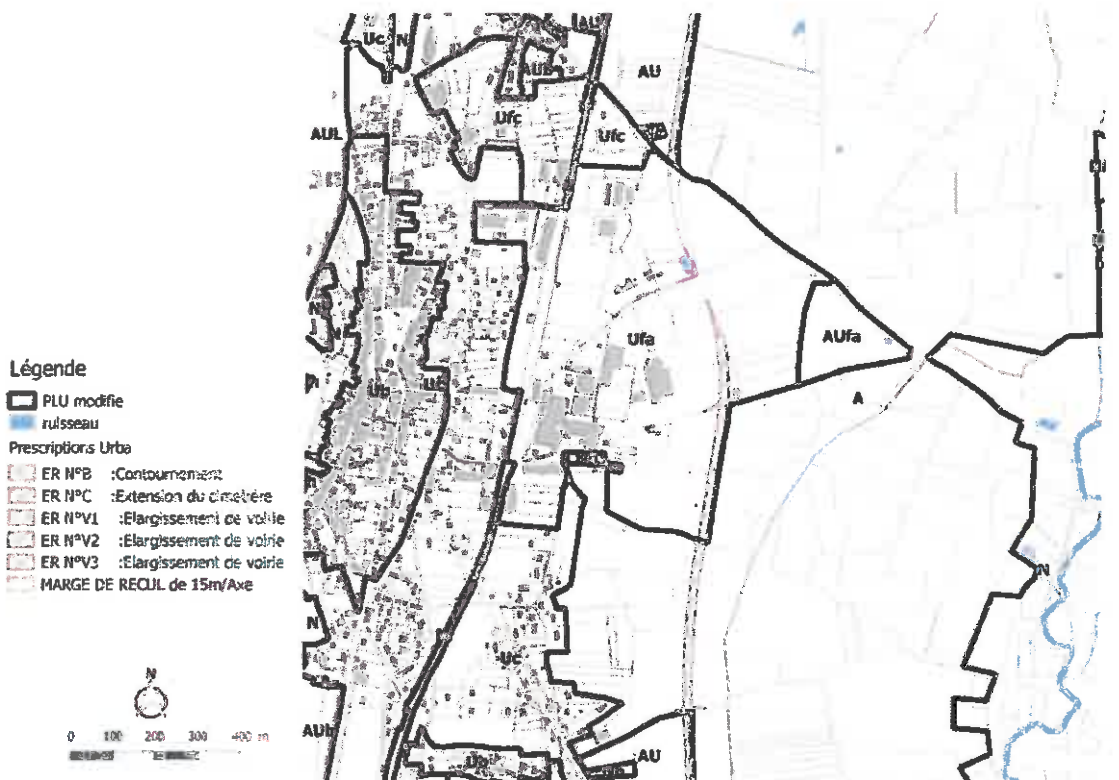 Uc N AU
AUb AU
Ufc
AUL Ufc
N
Ufa AUfa
Légende
A
PLU modifie
Ub Uc
ruisseau
Prescriptions Urba
ER N°B :Contournement
ER N°C :Extension du cimetière
ER N°V1 :Elargissement de voirie
ER N°V2 :Elargissement de voirie
ER N°V3 :Elargissement de voirie
N
MARGE DE RECUL de 15m/Axe
N
Uc
N
0 100 200 300 400 m
AUb
Ub AU